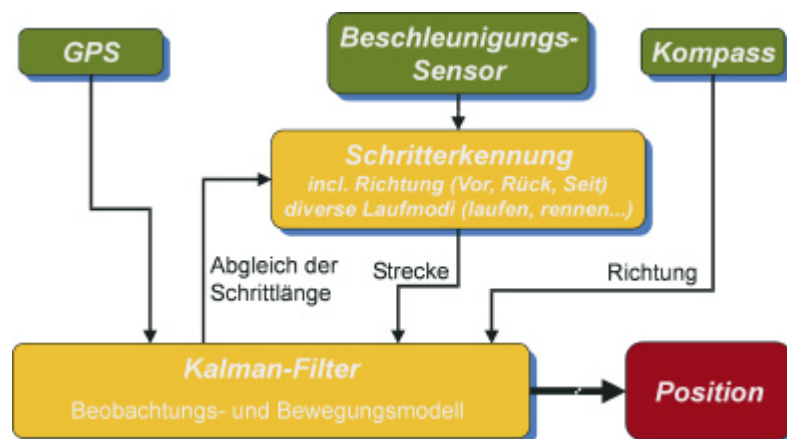 GPS
Beschleunigungs-
Sensor
Kompass
Schritterkennung
incl. Richtung (Vor, Rück, Seit)
diverse Laufmodi (laufen, rennen...)
Abgleich der
Schrittlänge
Strecke
Richtung
Kalman-Filter
Beobachtungs- und Bewegungsmodell
Position